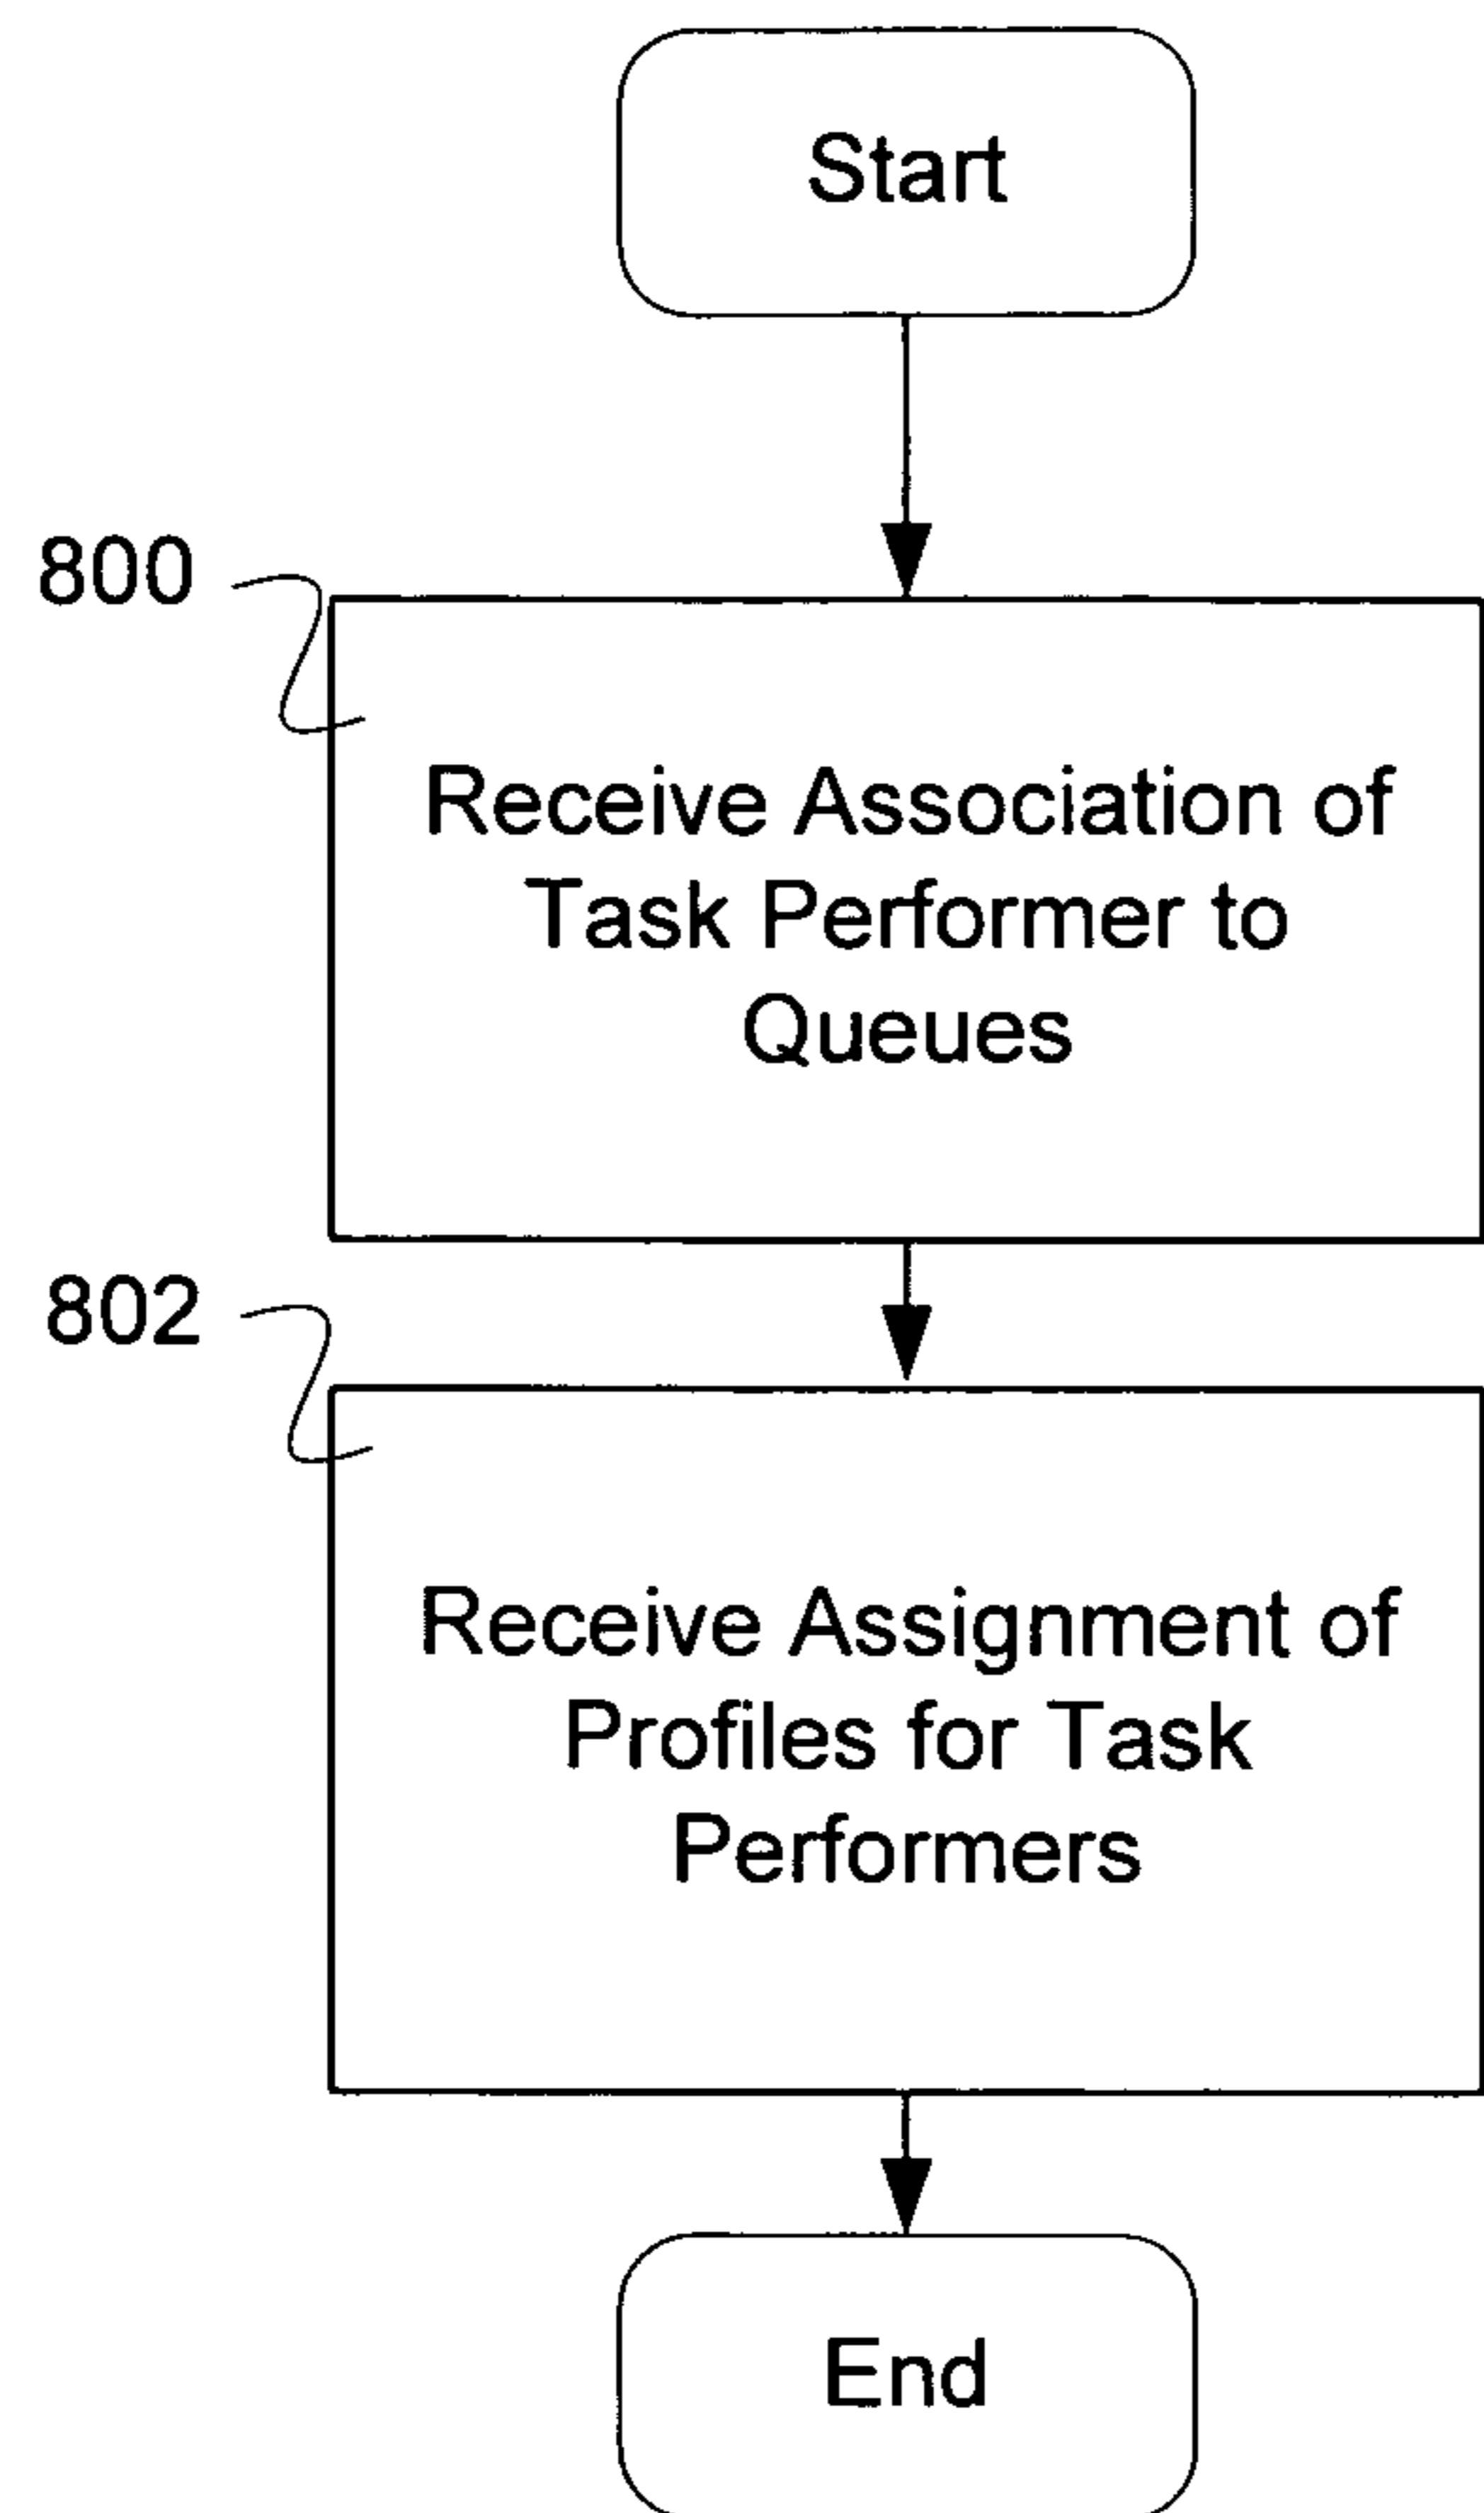 Start
800
Receive Association of
Task Performer to
Queues
802
Receive Assignment of
Profiles for Task
Performers
End